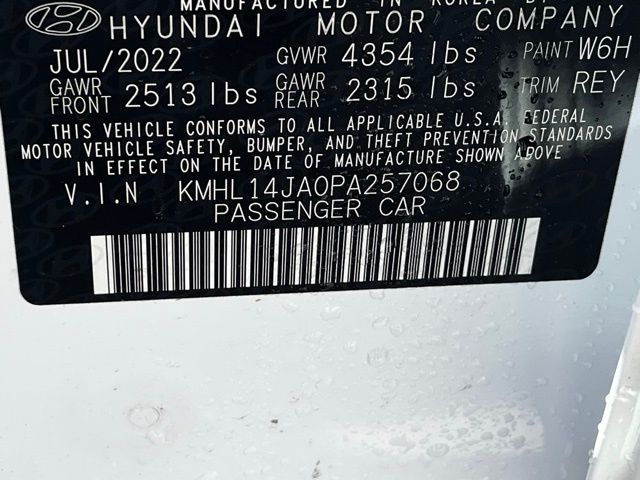 MANUFACTURED IN KOREA BY
HYUNDAI MOTOR COMPANY
JUL/2022 GVWR 4354 lbs PAINT W6H
GAWR FRONT 2513 lbs GAWR REAR 2315 lbs TRIM REY
THIS VEHICLE CONFORMS TO ALL APPLICABLE U.S.A. FEDERAL
MOTOR VEHICLE SAFETY, BUMPER, AND THEFT PREVENTION STANDARDS
IN EFFECT ON THE DATE OF MANUFACTURE SHOWN ABOVE
V.I.N KMHL14JA0PA257068
PASSENGER CAR